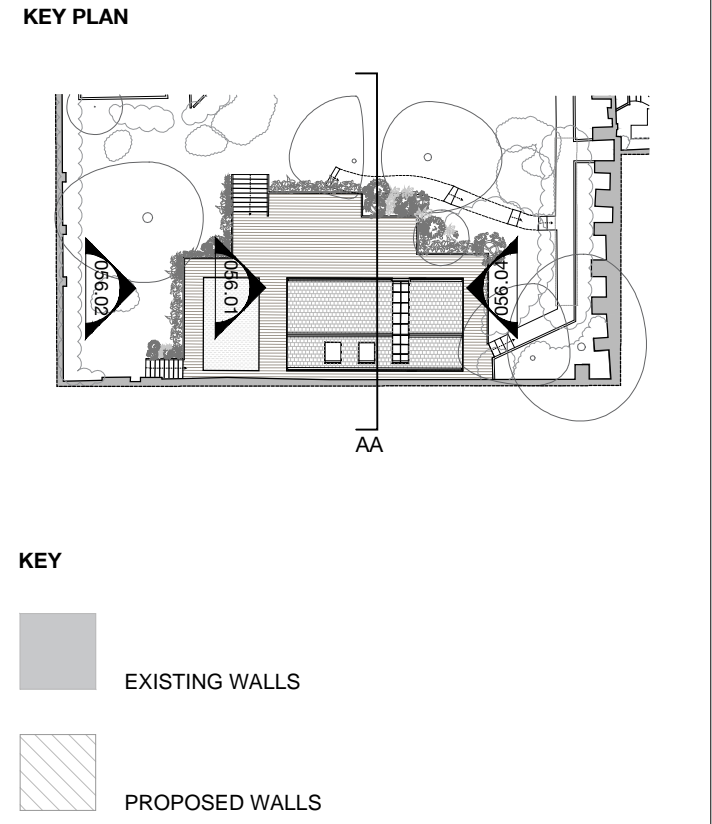 KEY PLAN
056.02
056.01
056.04
AA
KEY
EXISTING WALLS
PROPOSED WALLS